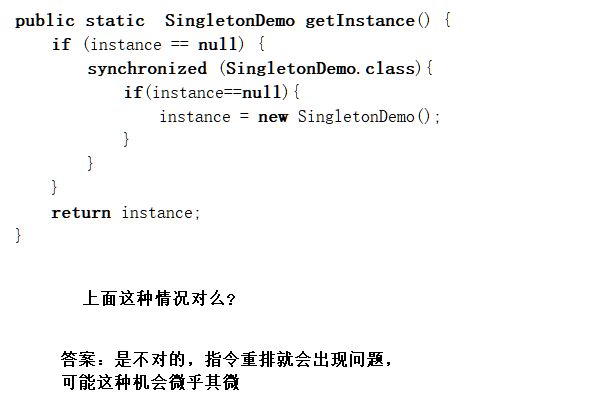 public static  SingletonDemo getInstance() {
if (instance == null) {
synchronized (SingletonDemo.class){
if(instance==null){
instance = new SingletonDemo();
}
}
}
return instance;
}
上面这种情况对么?
答案：是不对的，指令重排就会出现问题，
可能这种机会微乎其微